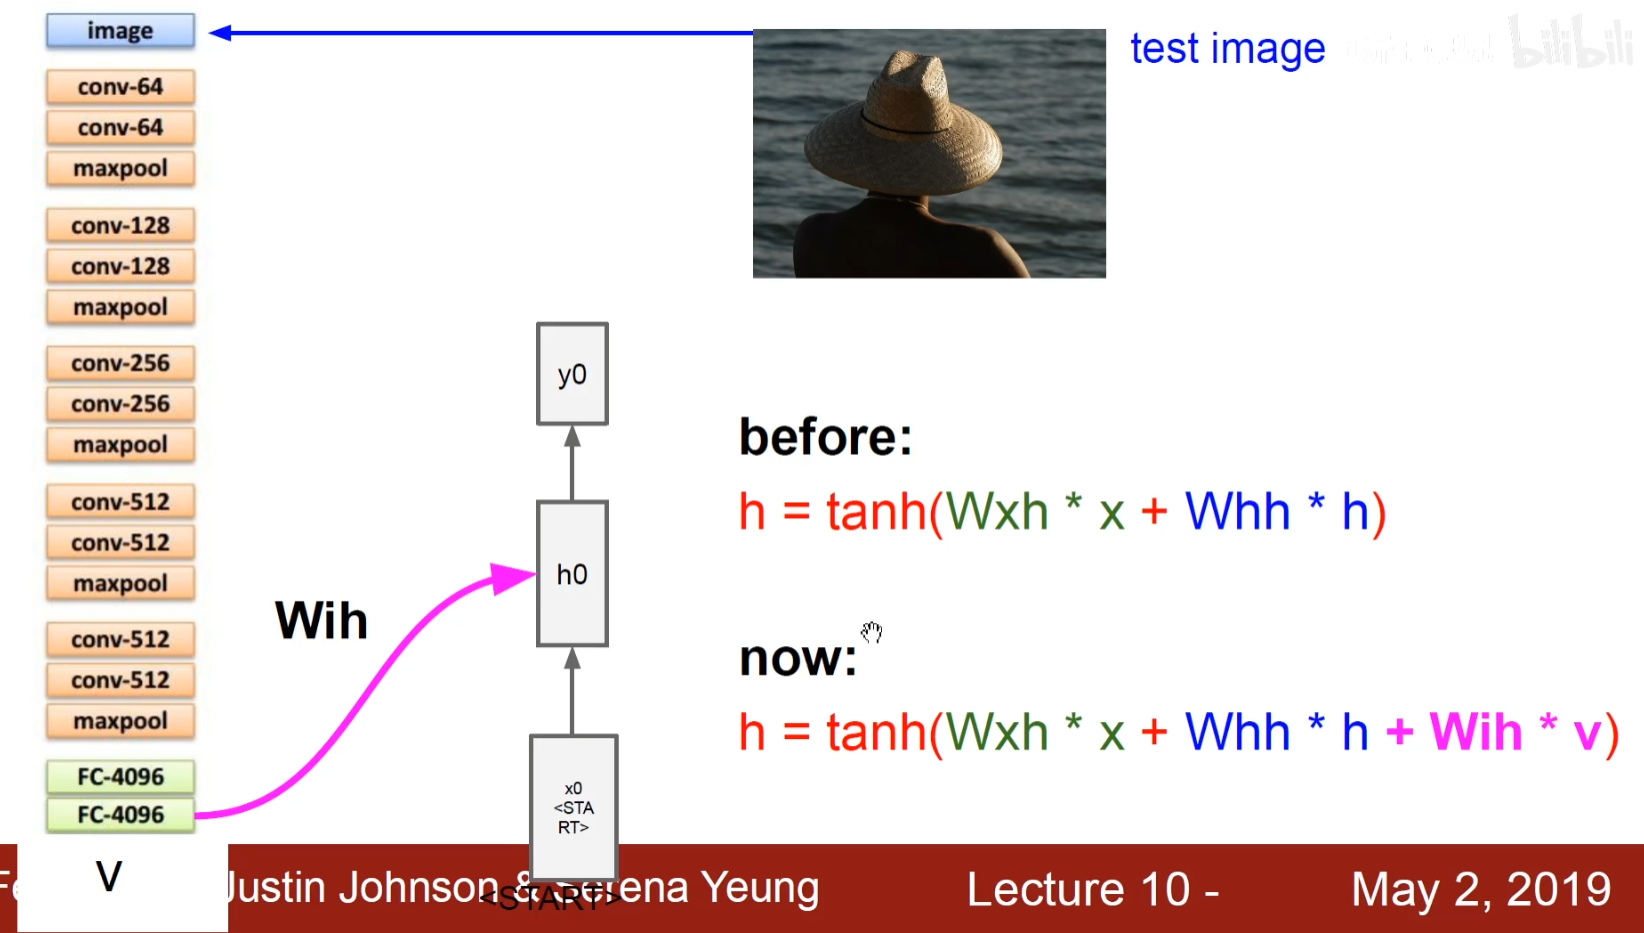 image
conv-64
conv-64
maxpool
conv-128
conv-128
maxpool
conv-256
conv-256
maxpool
conv-512
conv-512
maxpool
conv-512
conv-512
maxpool
FC-4096
FC-4096
V
Wih
y0
h0
x0
<STA
RT>
<START>
test image
bilibili
before:
h = tanh(Wxh * x + Whh * h)
now:
h = tanh(Wxh * x + Whh * h + Wih * v)
Justin Johnson & Serena Yeung
Lecture 10 -
May 2, 2019